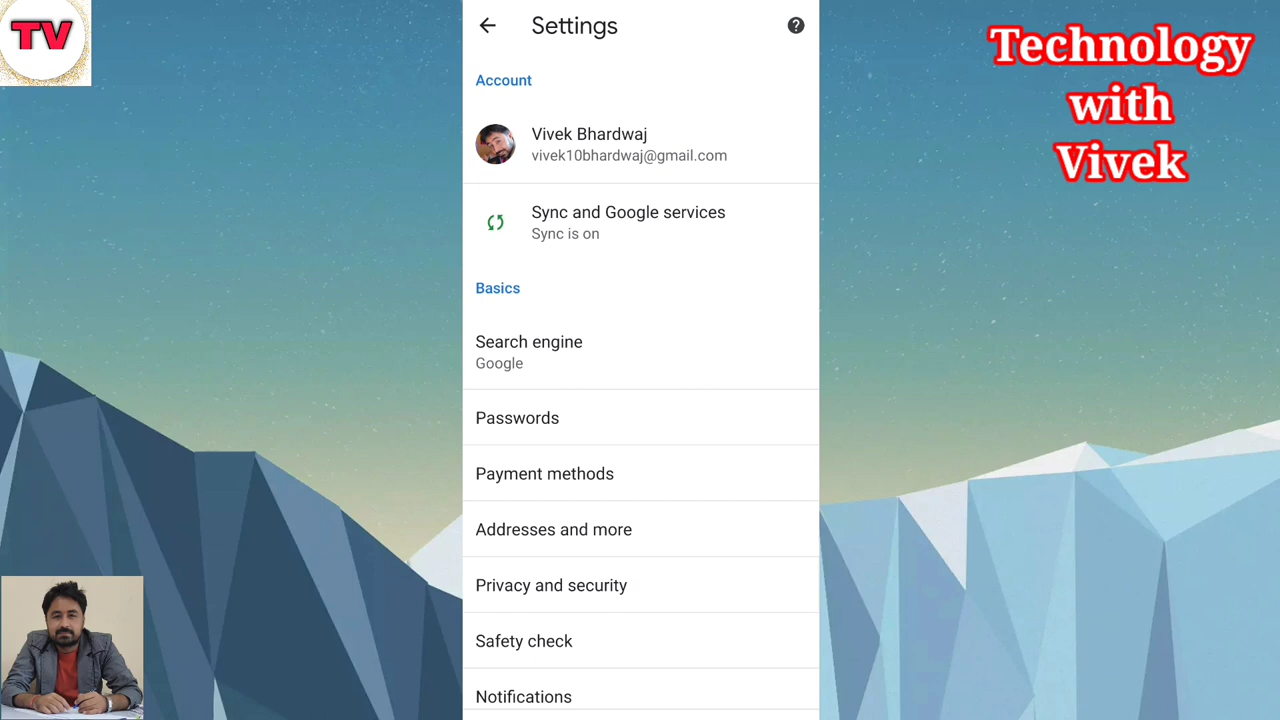 TV
Settings
Account
Vivek Bhardwaj
vivek10bhardwaj@gmail.com
Sync and Google services
Sync is on
Basics
Search engine
Google
Passwords
Payment methods
Addresses and more
Privacy and security
Safety check
Notifications
Technology
with
Vivek